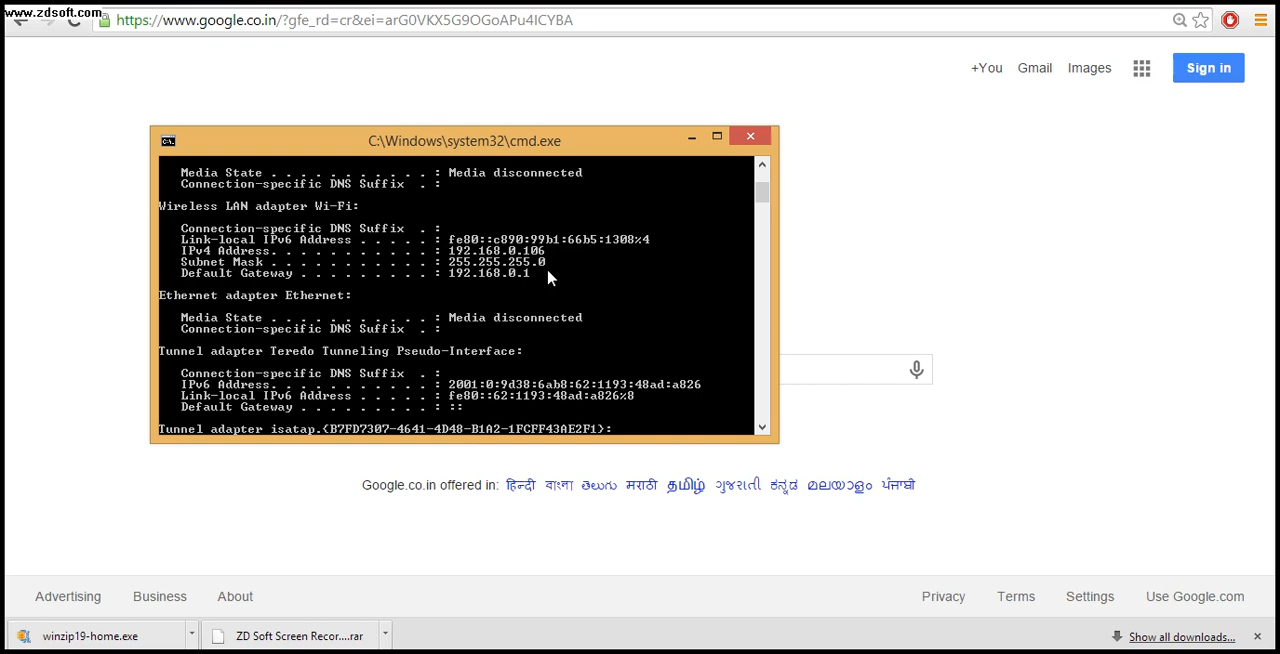 www.zdsoft.com
https://www.google.co.in/?gfe_rd=cr&ei=arG0VKX5G9OGoAPu4ICYBA
+You Gmail Images Sign in
C:\Windows\system32\cmd.exe
Media State . . . . . . . . . . . : Media disconnected
Connection-specific DNS Suffix . :
Wireless LAN adapter Wi-Fi:
Connection-specific DNS Suffix . :
Link-local IPv6 Address . . . . . : fe80::c890:99b1:66b5:1308%4
IPv4 Address. . . . . . . . . . . : 192.168.0.106
Subnet Mask . . . . . . . . . . . : 255.255.255.0
Default Gateway . . . . . . . . . : 192.168.0.1
Ethernet adapter Ethernet:
Media State . . . . . . . . . . . : Media disconnected
Connection-specific DNS Suffix . :
Tunnel adapter Teredo Tunneling Pseudo-Interface:
Connection-specific DNS Suffix . :
IPv6 Address. . . . . . . . . . . : 2001:0:9d38:6ab8:62:1193:48ad:a826
Link-local IPv6 Address . . . . . : fe80::62:1193:48ad:a826%8
Default Gateway . . . . . . . . . : ::
Tunnel adapter isatap.{B7FD7307-4641-4D48-B1A2-1FCFF43AE2F1}:
Google.co.in offered in: हिन्दी বাংলা తెలుగు मराठी தமிழ் ગુજરાતી ಕನ್ನಡ മലയാളം ਪੰਜਾਬੀ
Advertising Business About Privacy Terms Settings Use Google.com
winzip19-home.exe ZD Soft Screen Recor....rar Show all downloads...